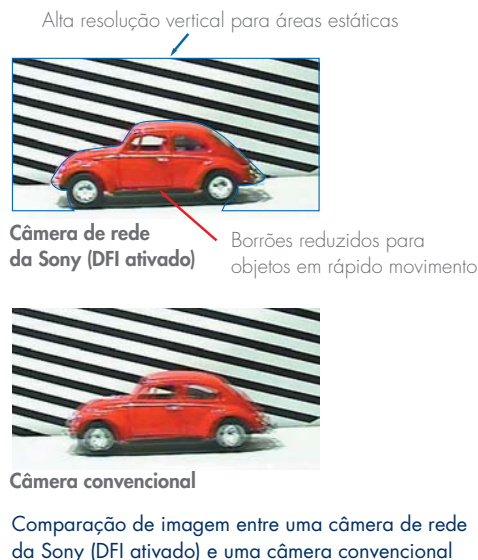 Alta resolução vertical para áreas estáticas
Câmera de rede
da Sony (DFI ativado)
Borrões reduzidos para
objetos em rápido movimento
Câmera convencional
Comparação de imagem entre uma câmera de rede
da Sony (DFI ativado) e uma câmera convencional